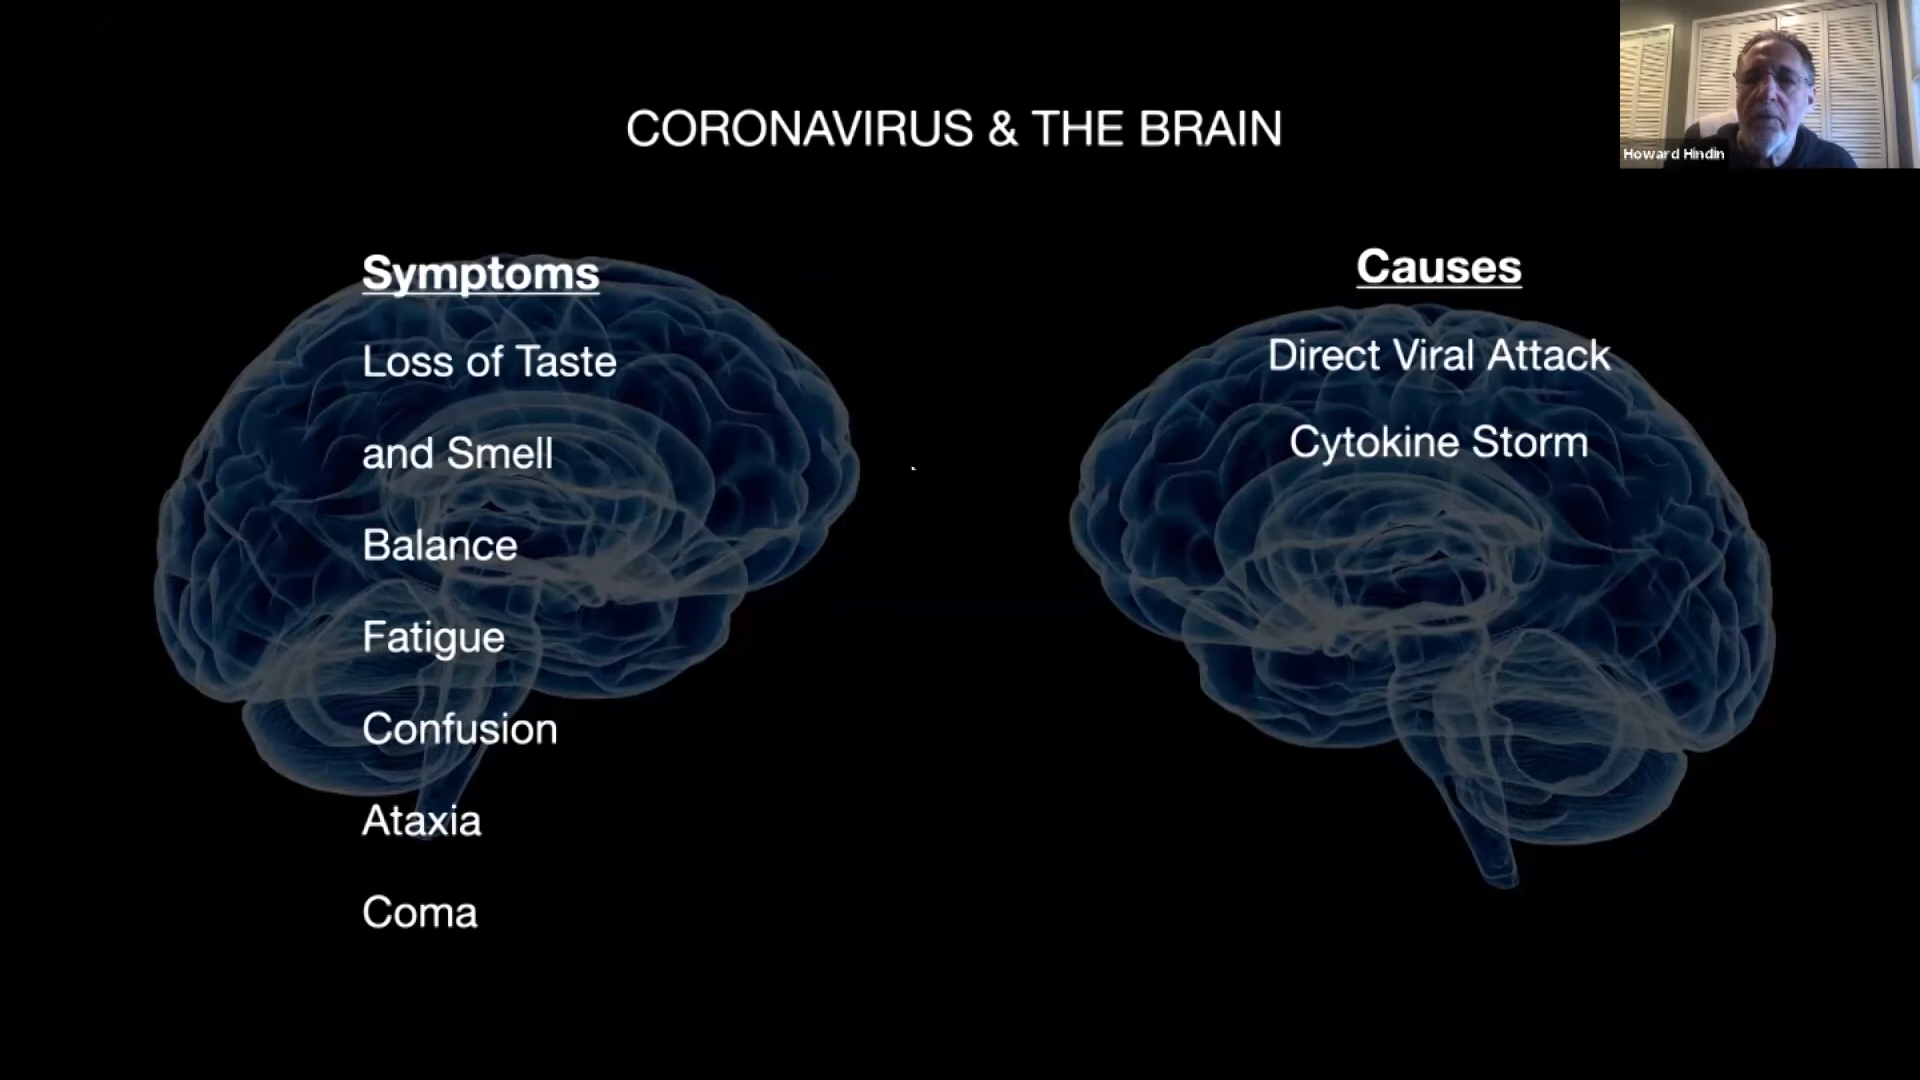 CORONAVIRUS & THE BRAIN
Howard Hindin
Symptoms
Loss of Taste
and Smell
Balance
Fatigue
Confusion
Ataxia
Coma
Causes
Direct Viral Attack
Cytokine Storm